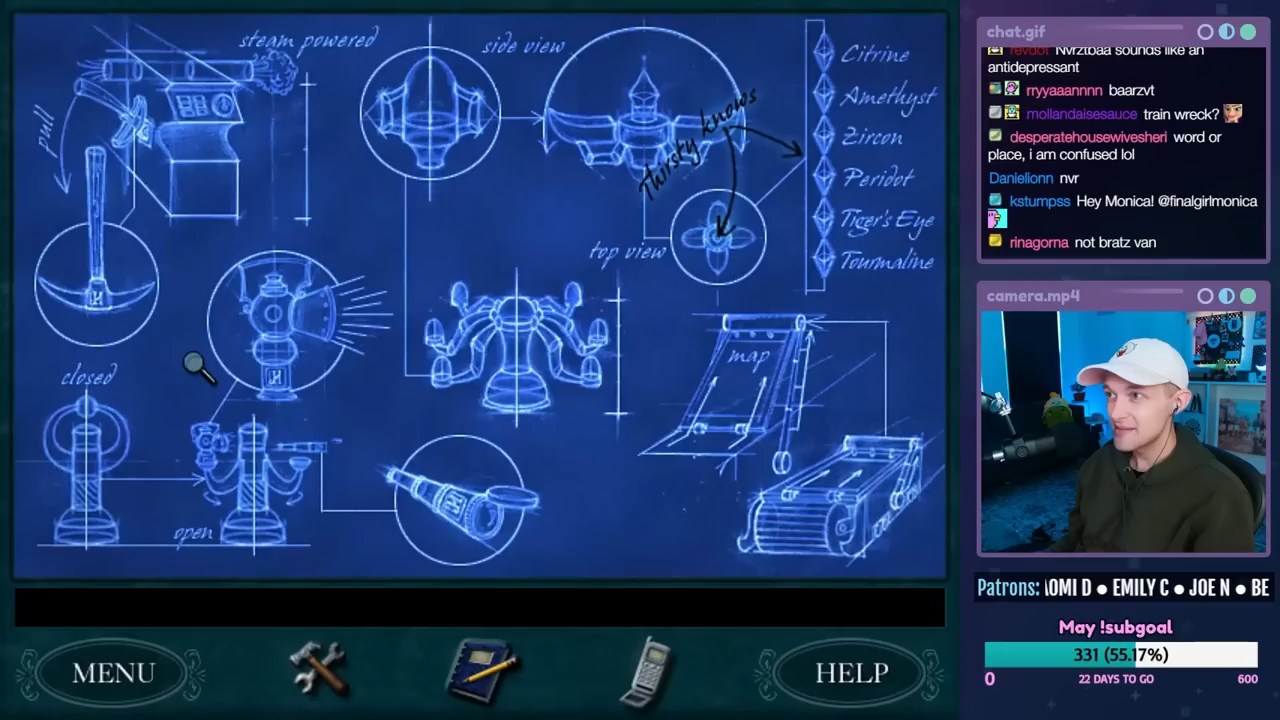 steam powered
side view
pull
Thirsty knows
Citrine
Amethyst
Zircon
Peridot
Tiger's Eye
Tourmaline
top view
map
H
H
H
closed
open
MENU
HELP
chat.gif
revdot Nvrztbaa sounds like an
antidepressant
rryyaaannnn baarzvt
mollandaisesauce train wreck?
desperatehousewivesheri word or
place, i am confused lol
Danielionn nvr
kstumpss Hey Monica! @finalgirlmonica
rinagorna not bratz van
camera.mp4
Patrons: OMI D ● EMILY C ● JOE N ● BE
May !subgoal
331 (55.17%)
0
22 DAYS TO GO
600